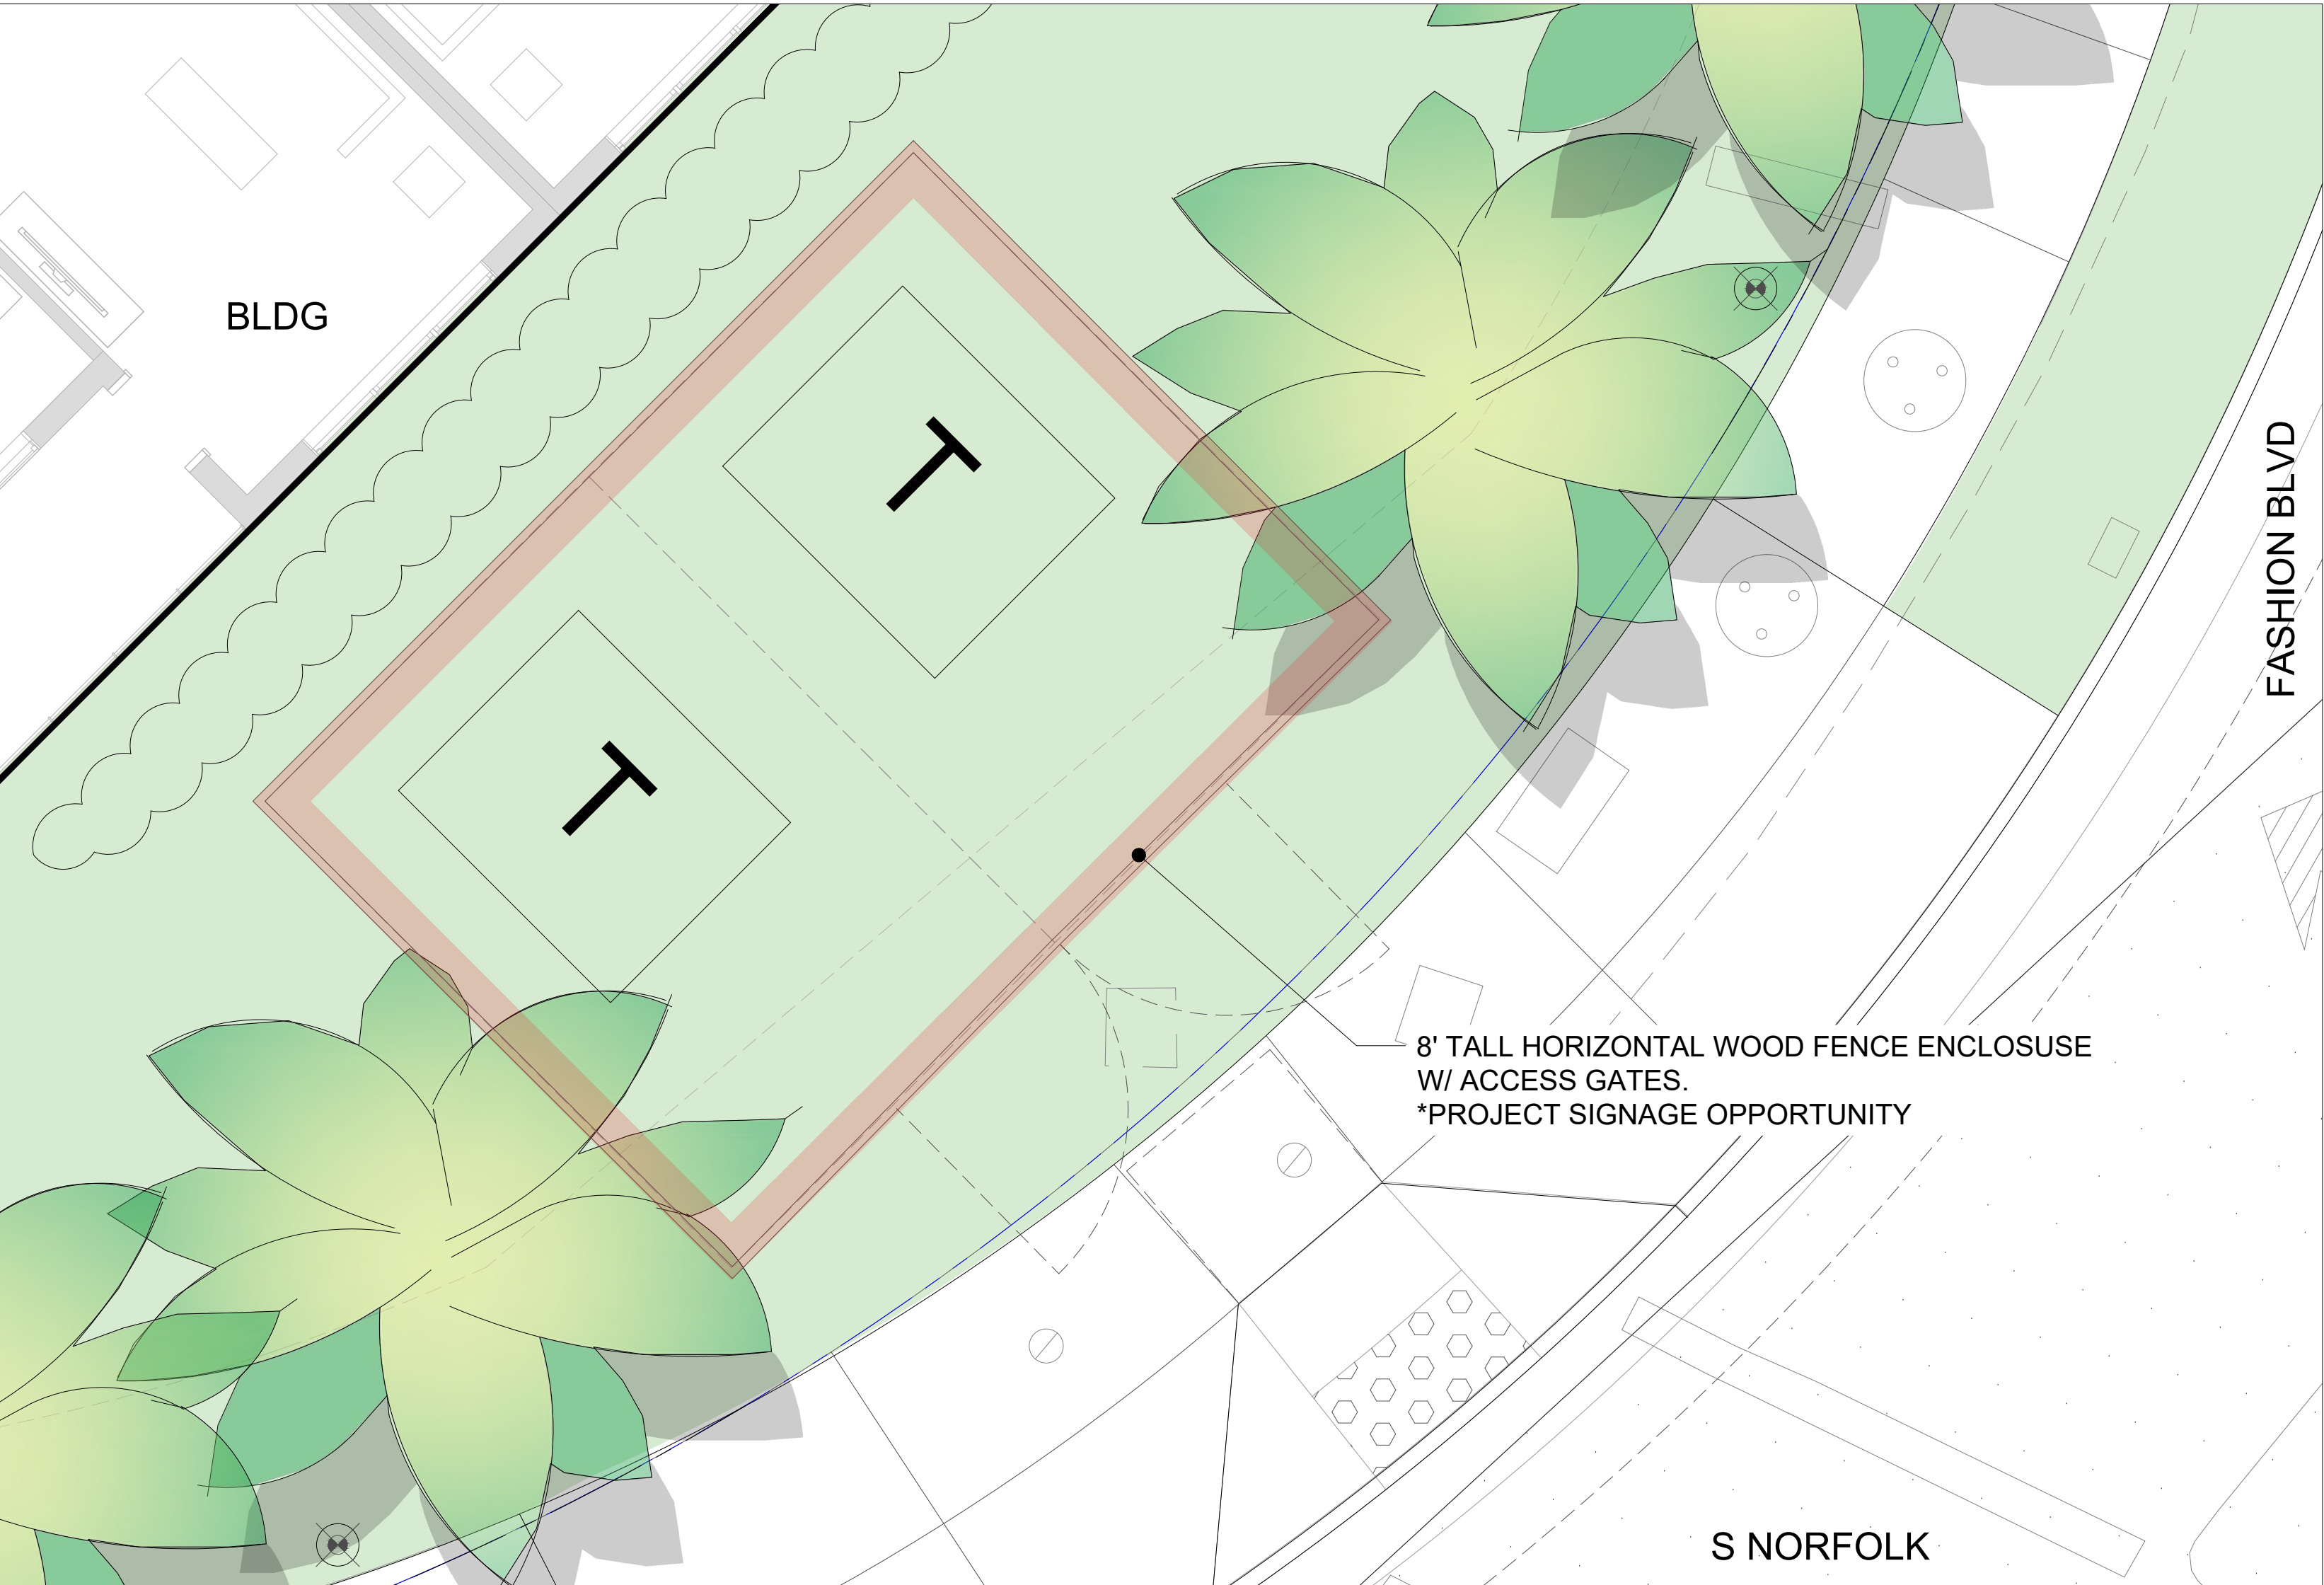 BLDG
T
T
FASHION BLVD
8' TALL HORIZONTAL WOOD FENCE ENCLOSUSE
W/ ACCESS GATES.
*PROJECT SIGNAGE OPPORTUNITY
S NORFOLK